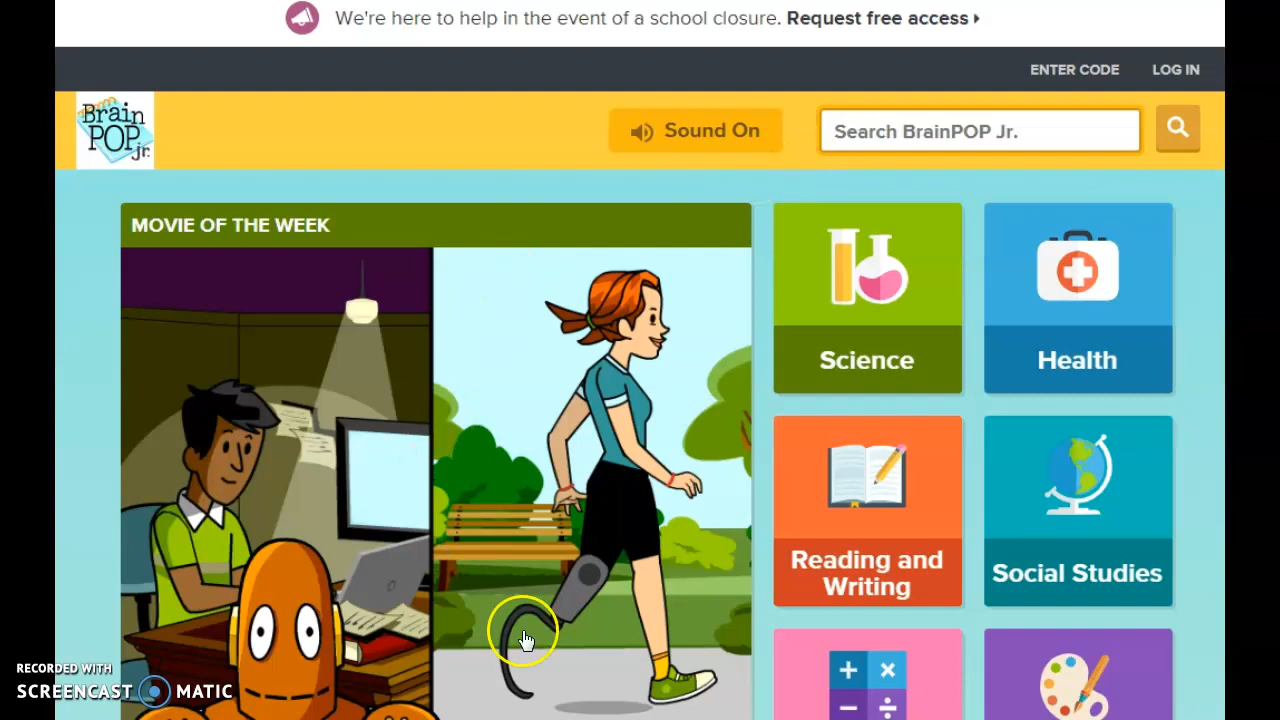 We're here to help in the event of a school closure. Request free access
ENTER CODE LOG IN
Brain
POP
jr.
Sound On
Search BrainPOP Jr.
MOVIE OF THE WEEK
Science
Health
Reading and
Writing
Social Studies
RECORDED WITH
SCREENCAST MATIC